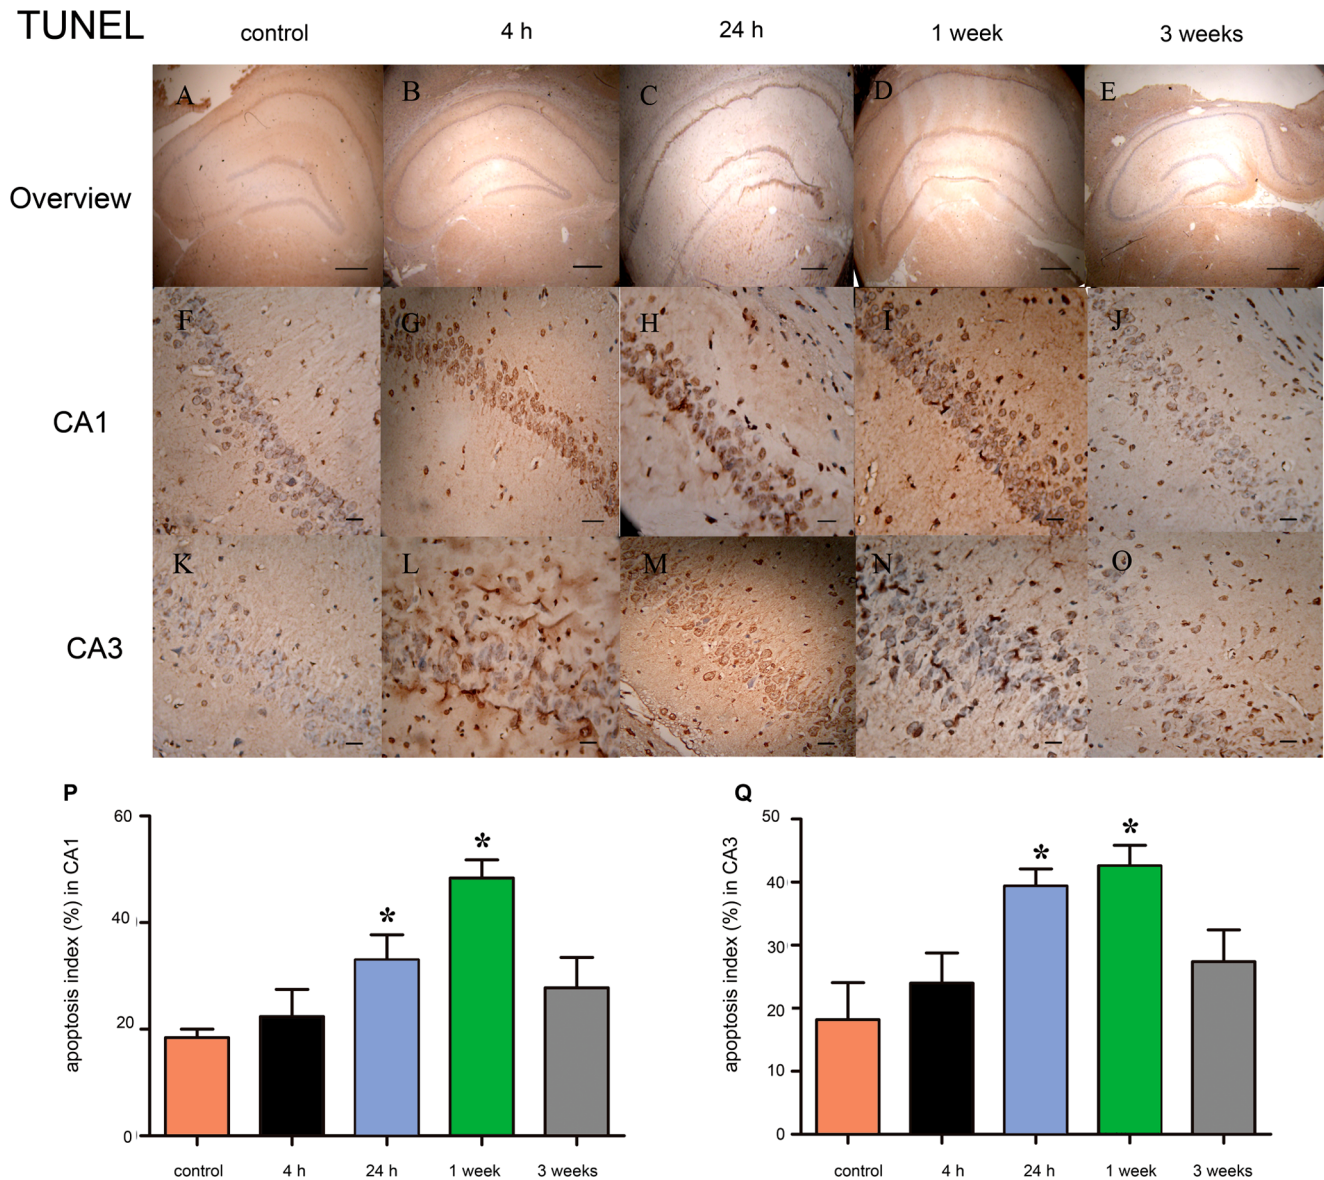 TUNEL control 4 h 24 h 1 week 3 weeks
Overview A B C D E
CA1 F G H I J
CA3 K L M N O
P
apoptosis index (%) in CA1
60
40
20
0
* *
control 4 h 24 h 1 week 3 weeks
Q
apoptosis index (%) in CA3
50
40
30
20
10
0
* *
control 4 h 24 h 1 week 3 weeks